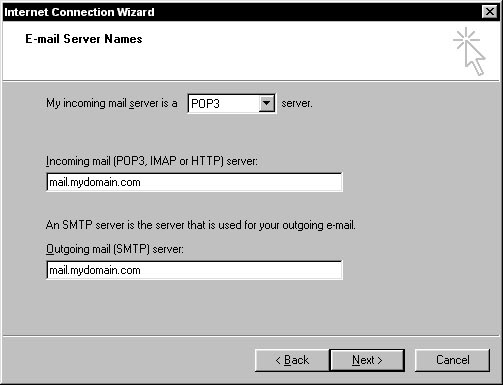 Internet Connection Wizard
E-mail Server Names
My incoming mail server is a POP3 server.
Incoming mail (POP3, IMAP or HTTP) server:
mail.mydomain.com
An SMTP server is the server that is used for your outgoing e-mail.
Outgoing mail (SMTP) server:
mail.mydomain.com
< Back Next > Cancel